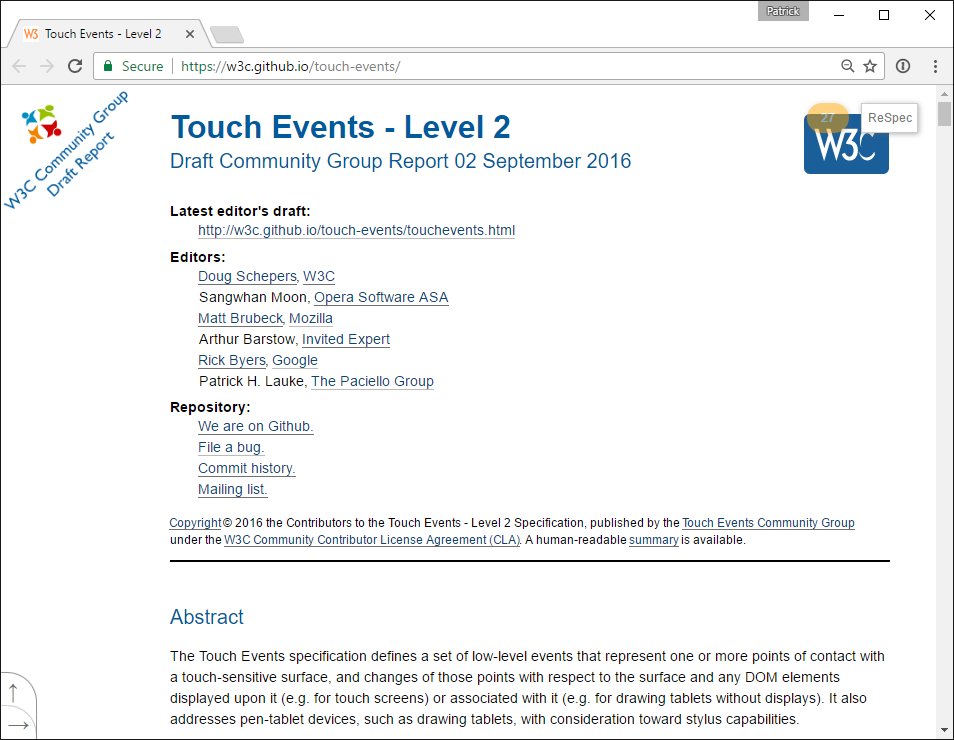 Patrick
W3 Touch Events - Level 2
Secure https://w3c.github.io/touch-events/
W3C Community Group
Draft Report
Touch Events - Level 2
27
ReSpec
W3C
Draft Community Group Report 02 September 2016
Latest editor's draft:
http://w3c.github.io/touch-events/touchevents.html
Editors:
Doug Schepers, W3C
Sangwhan Moon, Opera Software ASA
Matt Brubeck, Mozilla
Arthur Barstow, Invited Expert
Rick Byers, Google
Patrick H. Lauke, The Paciello Group
Repository:
We are on Github.
File a bug.
Commit history.
Mailing list.
Copyright © 2016 the Contributors to the Touch Events - Level 2 Specification, published by the Touch Events Community Group
under the W3C Community Contributor License Agreement (CLA). A human-readable summary is available.
Abstract
The Touch Events specification defines a set of low-level events that represent one or more points of contact with
a touch-sensitive surface, and changes of those points with respect to the surface and any DOM elements
displayed upon it (e.g. for touch screens) or associated with it (e.g. for drawing tablets without displays). It also
addresses pen-tablet devices, such as drawing tablets, with consideration toward stylus capabilities.